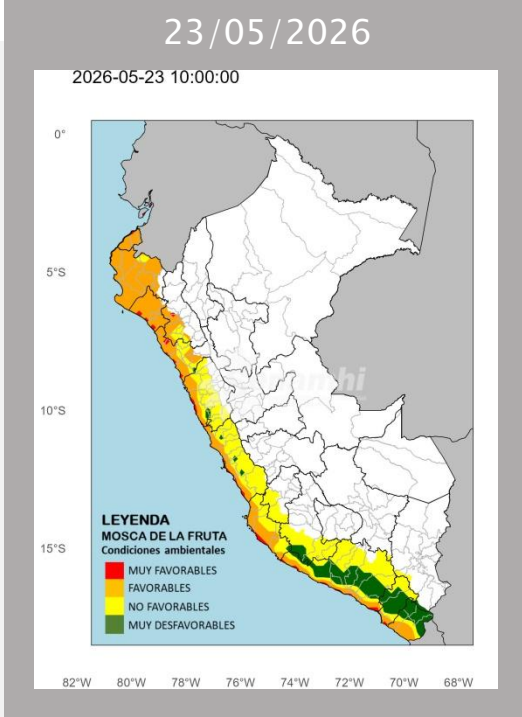 23/05/2026
2026-05-23 10:00:00
0°
5°S
10°S
15°S
LEYENDA
MOSCA DE LA FRUTA
Condiciones ambientales
MUY FAVORABLES
FAVORABLES
NO FAVORABLES
MUY DESFAVORABLES
82°W 80°W 78°W 76°W 74°W 72°W 70°W 68°W